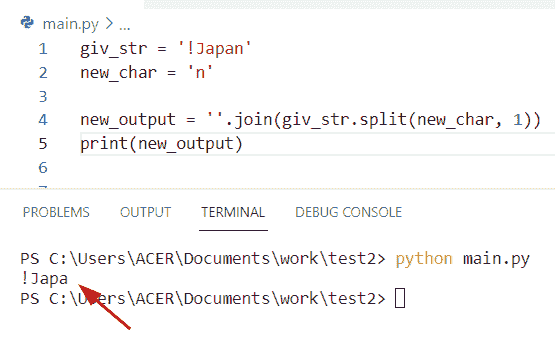 main.py > ...
1 giv_str = '!Japan'
2 new_char = 'n'
3
4 new_output = ''.join(giv_str.split(new_char, 1))
5 print(new_output)
6
PROBLEMS OUTPUT TERMINAL DEBUG CONSOLE
PS C:\Users\ACER\Documents\work\test2> python main.py
!Japa
PS C:\Users\ACER\Documents\work\test2>